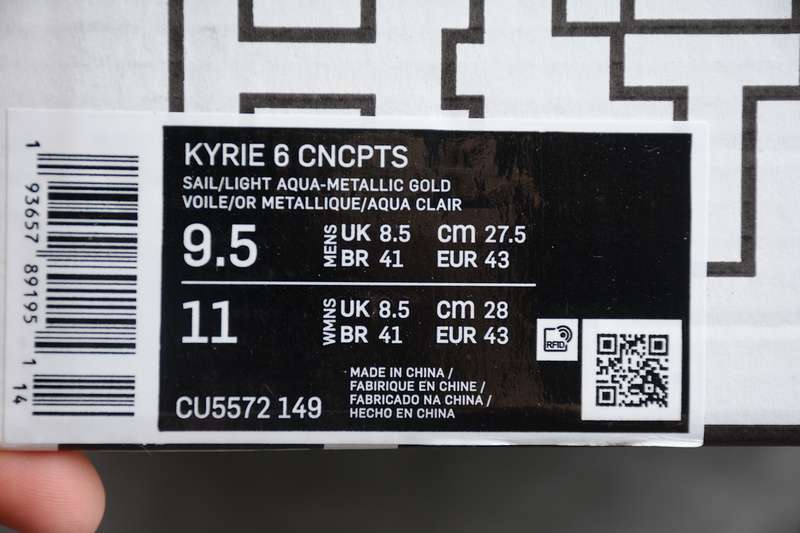 KYRIE 6 CNCPTS
SAIL/LIGHT AQUA-METALLIC GOLD
VOILE/OR METALLIQUE/AQUA CLAIR
9.5 MENS UK 8.5 cm 27.5
BR 41 EUR 43
11 WMNS UK 8.5 cm 28
BR 41 EUR 43
RFID
MADE IN CHINA /
FABRIQUE EN CHINE /
FABRICADO NA CHINA /
HECHO EN CHINA
CU5572 149
1 93657 89195 1 14